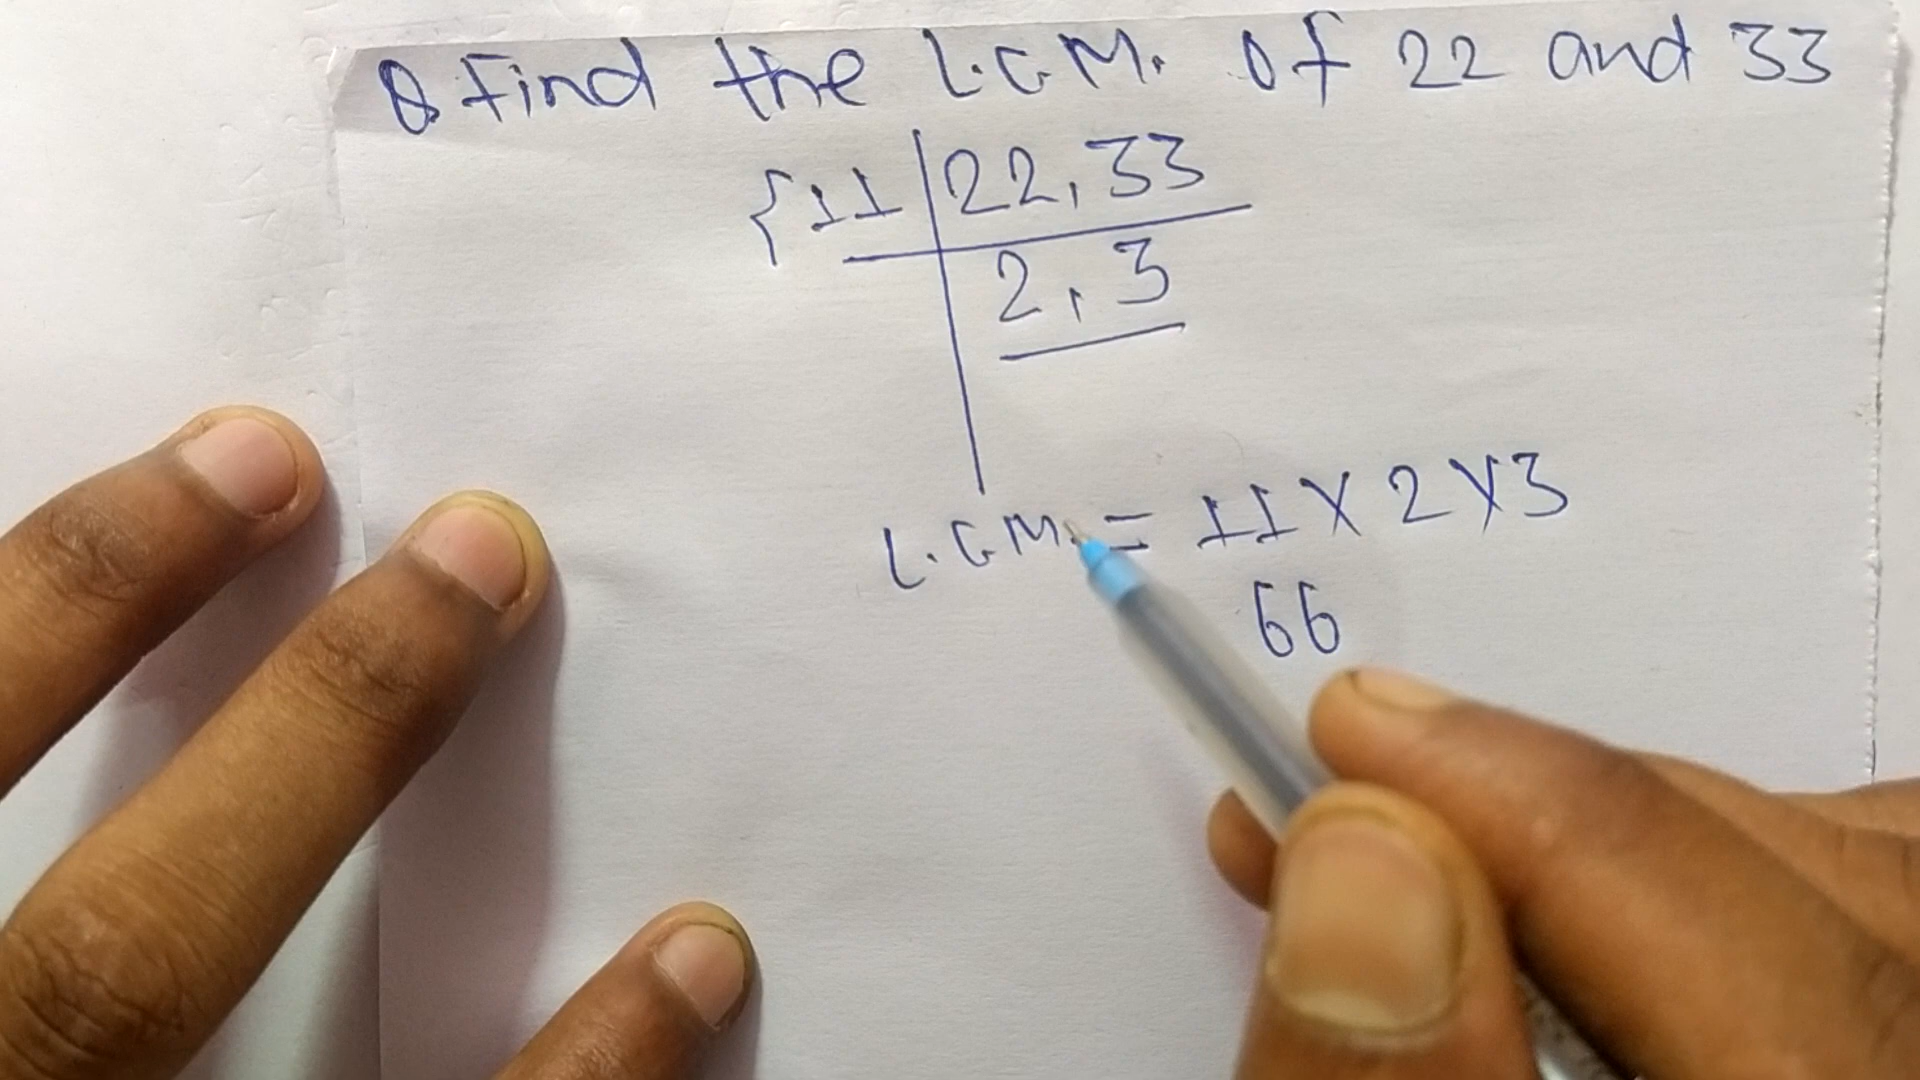 Q Find the L.C.M. of 22 and 33
{11 | 22, 33
2, 3
L.C.M. = 11 X 2 X 3
66